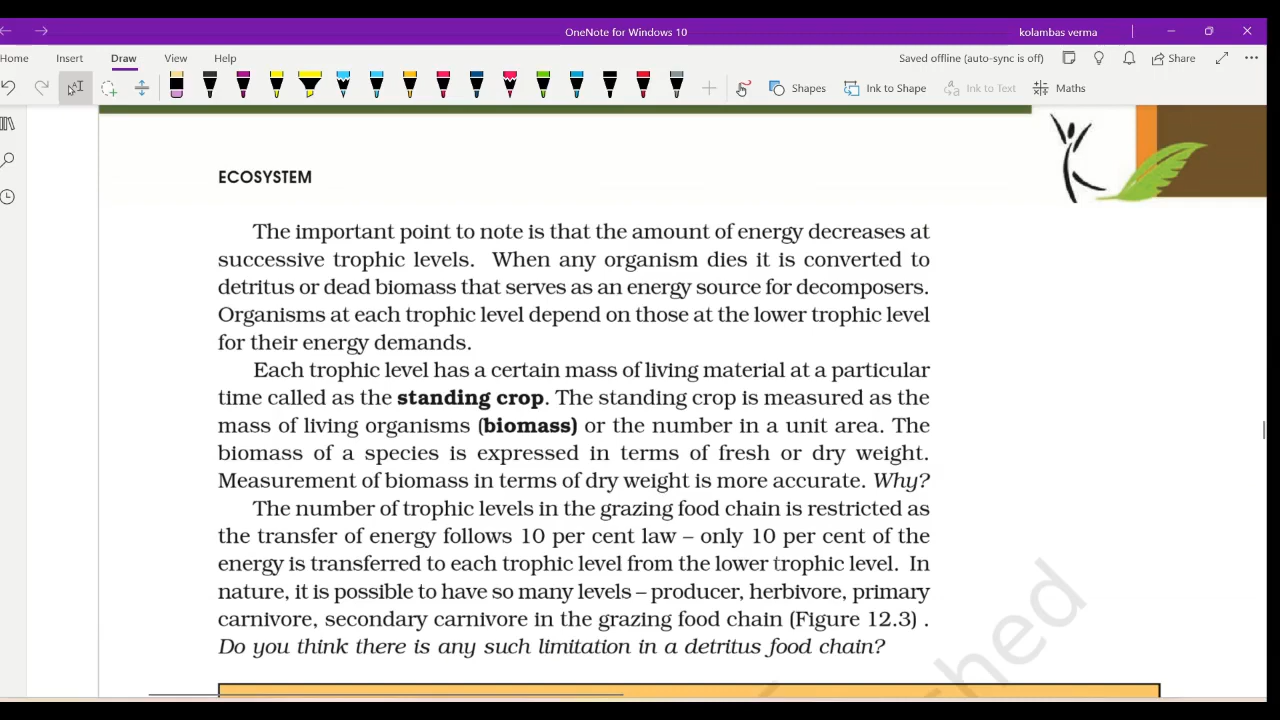 OneNote for Windows 10
kolambas verma
Home Insert Draw View Help
Saved offline (auto-sync is off) Share
Shapes Ink to Shape Ink to Text Maths
ECOSYSTEM
The important point to note is that the amount of energy decreases at
successive trophic levels. When any organism dies it is converted to
detritus or dead biomass that serves as an energy source for decomposers.
Organisms at each trophic level depend on those at the lower trophic level
for their energy demands.
Each trophic level has a certain mass of living material at a particular
time called as the standing crop. The standing crop is measured as the
mass of living organisms (biomass) or the number in a unit area. The
biomass of a species is expressed in terms of fresh or dry weight.
Measurement of biomass in terms of dry weight is more accurate. Why?
The number of trophic levels in the grazing food chain is restricted as
the transfer of energy follows 10 per cent law – only 10 per cent of the
energy is transferred to each trophic level from the lower trophic level. In
nature, it is possible to have so many levels – producer, herbivore, primary
carnivore, secondary carnivore in the grazing food chain (Figure 12.3) .
Do you think there is any such limitation in a detritus food chain?